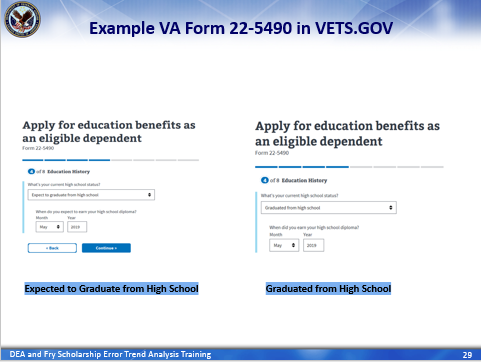 Example VA Form 22-5490 in VETS.GOV
Apply for education benefits as
an eligible dependent
Form 22-5490
4 of 8 Education History
What's your current high school status?
Expect to graduate from high school
When do you expect to earn your high school diploma?
Month Year
May 2019
« Back Continue »
Expected to Graduate from High School
Apply for education benefits as
an eligible dependent
Form 22-5490
4 of 8 Education History
What's your current high school status?
Graduated from high school
When did you earn your high school diploma?
Month Year
May 2019
Graduated from High School
DEA and Fry Scholarship Error Trend Analysis Training
29